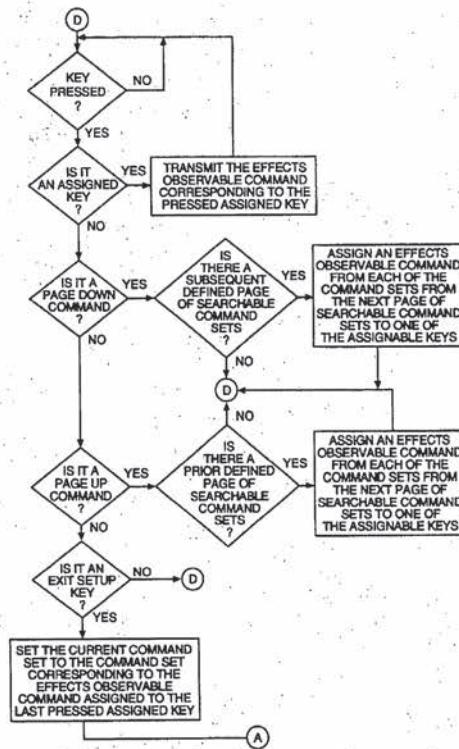 D
KEY
PRESSED
?
NO
YES
IS IT
AN ASSIGNED
KEY
?
YES
NO
TRANSMIT THE EFFECTS
OBSERVABLE COMMAND
CORRESPONDING TO THE
PRESSED ASSIGNED KEY
IS IT A
PAGE DOWN
COMMAND
?
YES
NO
IS
THERE A
SUBSEQUENT
DEFINED PAGE
OF SEARCHABLE
COMMAND
SETS
?
YES
NO
ASSIGN AN EFFECTS
OBSERVABLE COMMAND
FROM EACH OF THE
COMMAND SETS FROM
THE NEXT PAGE OF
SEARCHABLE COMMAND
SETS TO ONE OF
THE ASSIGNABLE KEYS
D
NO
IS IT A
PAGE UP
COMMAND
?
YES
NO
IS
THERE A
PRIOR DEFINED
PAGE OF
SEARCHABLE
COMMAND
SETS
?
YES
ASSIGN AN EFFECTS
OBSERVABLE COMMAND
FROM EACH OF THE
COMMAND SETS FROM
THE NEXT PAGE OF
SEARCHABLE COMMAND
SETS TO ONE OF
THE ASSIGNABLE KEYS
IS IT AN
EXIT SETUP
KEY
?
NO
D
YES
SET THE CURRENT COMMAND
SET TO THE COMMAND SET
CORRESPONDING TO THE
EFFECTS OBSERVABLE
COMMAND ASSIGNED TO THE
LAST PRESSED ASSIGNED KEY
A